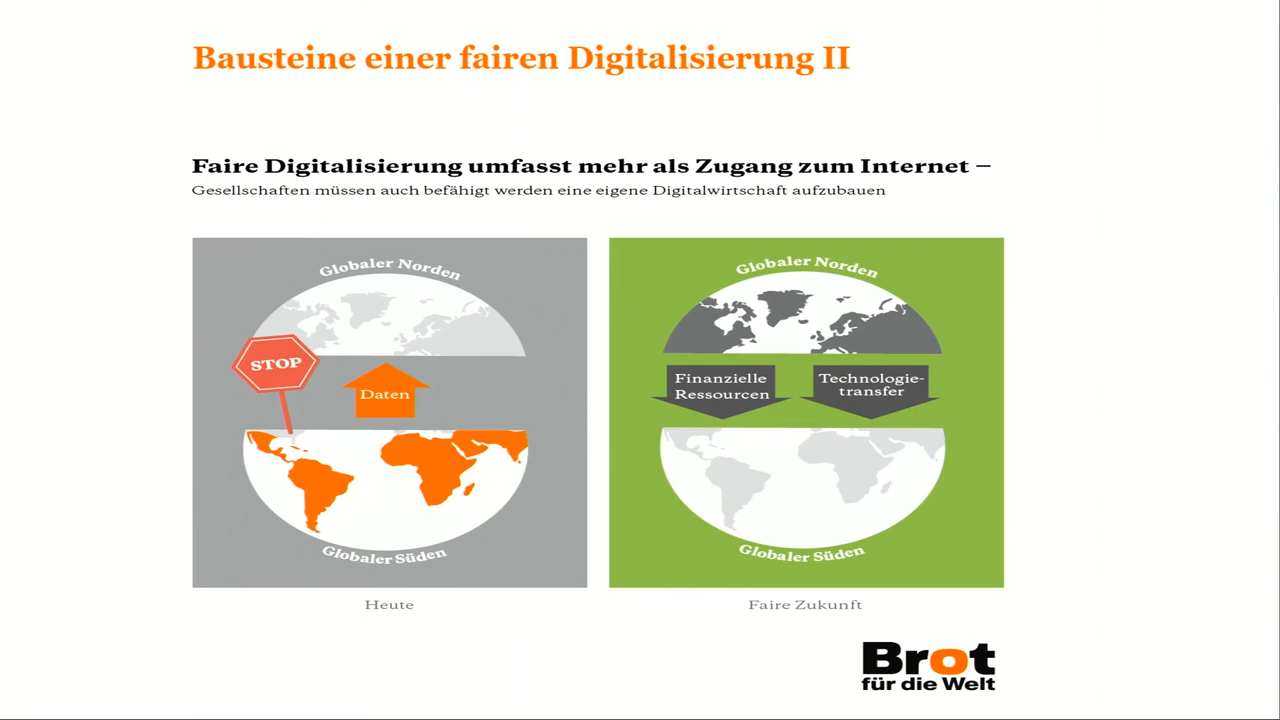 Bausteine einer fairen Digitalisierung II
Faire Digitalisierung umfasst mehr als Zugang zum Internet –
Gesellschaften müssen auch befähigt werden eine eigene Digitalwirtschaft aufzubauen
Globaler Norden
STOP
Daten
Globaler Süden
Heute
Globaler Norden
Finanzielle
Ressourcen
Technologie-
transfer
Globaler Süden
Faire Zukunft
Brot
für die Welt